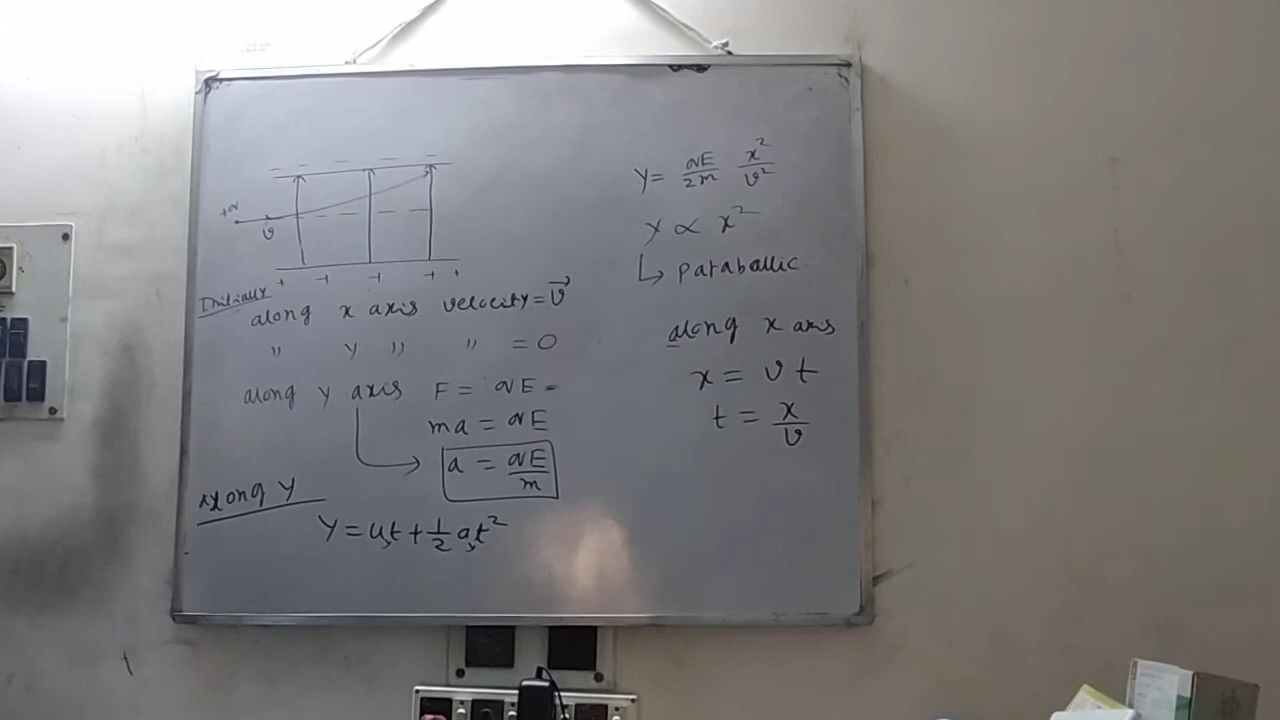 - - - - - -
+q
v
+ + + + +
Initially
along x axis velocity = v⃗
" y " " = 0
along y axis F = qE
ma = qE
a = qE/m
Along y
y = u_y t + 1/2 a_y t²
y = qE/2m x²/v²
y ∝ x²
↳ paraballic
along x axis
x = v t
t = x/v